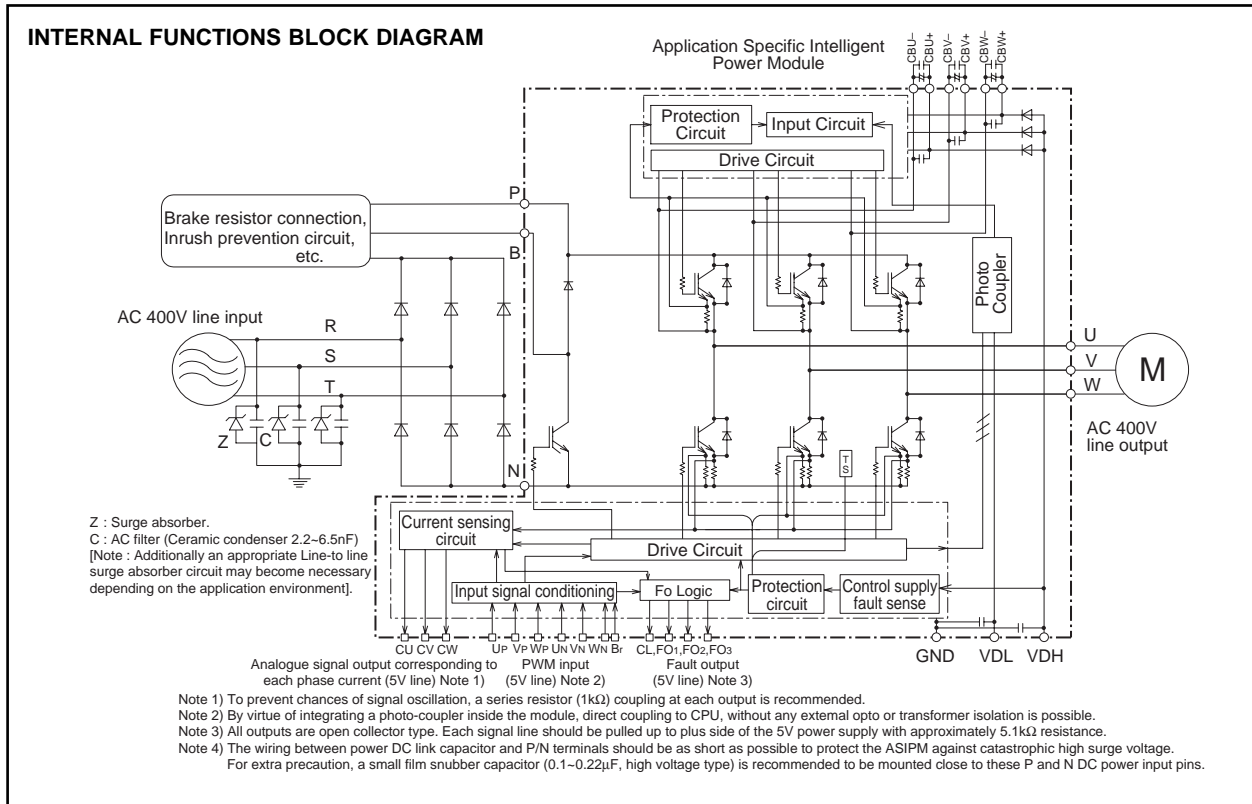 INTERNAL FUNCTIONS BLOCK DIAGRAM
Application Specific Intelligent
Power Module
CBU–
CBU+
CBV–
CBV+
CBW–
CBW+
Protection
Circuit
Input Circuit
Drive Circuit
P
Brake resistor connection,
Inrush prevention circuit,
etc.
B
Photo
Coupler
AC 400V line input
R
S
T
U
V
W
M
AC 400V
line output
Z
C
N
TS
Z : Surge absorber.
C : AC filter (Ceramic condenser 2.2~6.5nF)
[Note : Additionally an appropriate Line-to line
surge absorber circuit may become necessary
depending on the application environment].
Current sensing
circuit
Drive Circuit
Input signal conditioning
Fo Logic
Protection
circuit
Control supply
fault sense
CU CV CW
UP VP WP UN VN WN Br
CL,FO1,FO2,FO3
GND
VDL
VDH
Analogue signal output corresponding to
each phase current (5V line) Note 1)
PWM input
(5V line) Note 2)
Fault output
(5V line) Note 3)
Note 1) To prevent chances of signal oscillation, a series resistor (1kΩ) coupling at each output is recommended.
Note 2) By virtue of integrating a photo-coupler inside the module, direct coupling to CPU, without any external opto or transformer isolation is possible.
Note 3) All outputs are open collector type. Each signal line should be pulled up to plus side of the 5V power supply with approximately 5.1kΩ resistance.
Note 4) The wiring between power DC link capacitor and P/N terminals should be as short as possible to protect the ASIPM against catastrophic high surge voltage.
For extra precaution, a small film snubber capacitor (0.1~0.22µF, high voltage type) is recommended to be mounted close to these P and N DC power input pins.